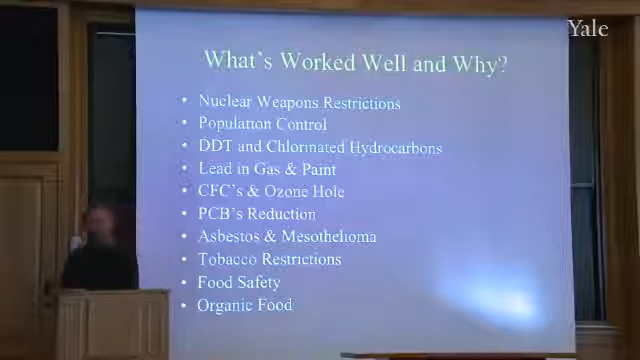 Yale
What's Worked Well and Why?
• Nuclear Weapons Restrictions
• Population Control
• DDT and Chlorinated Hydrocarbons
• Lead in Gas & Paint
• CFC's & Ozone Hole
• PCB's Reduction
• Asbestos & Mesothelioma
• Tobacco Restrictions
• Food Safety
• Organic Food